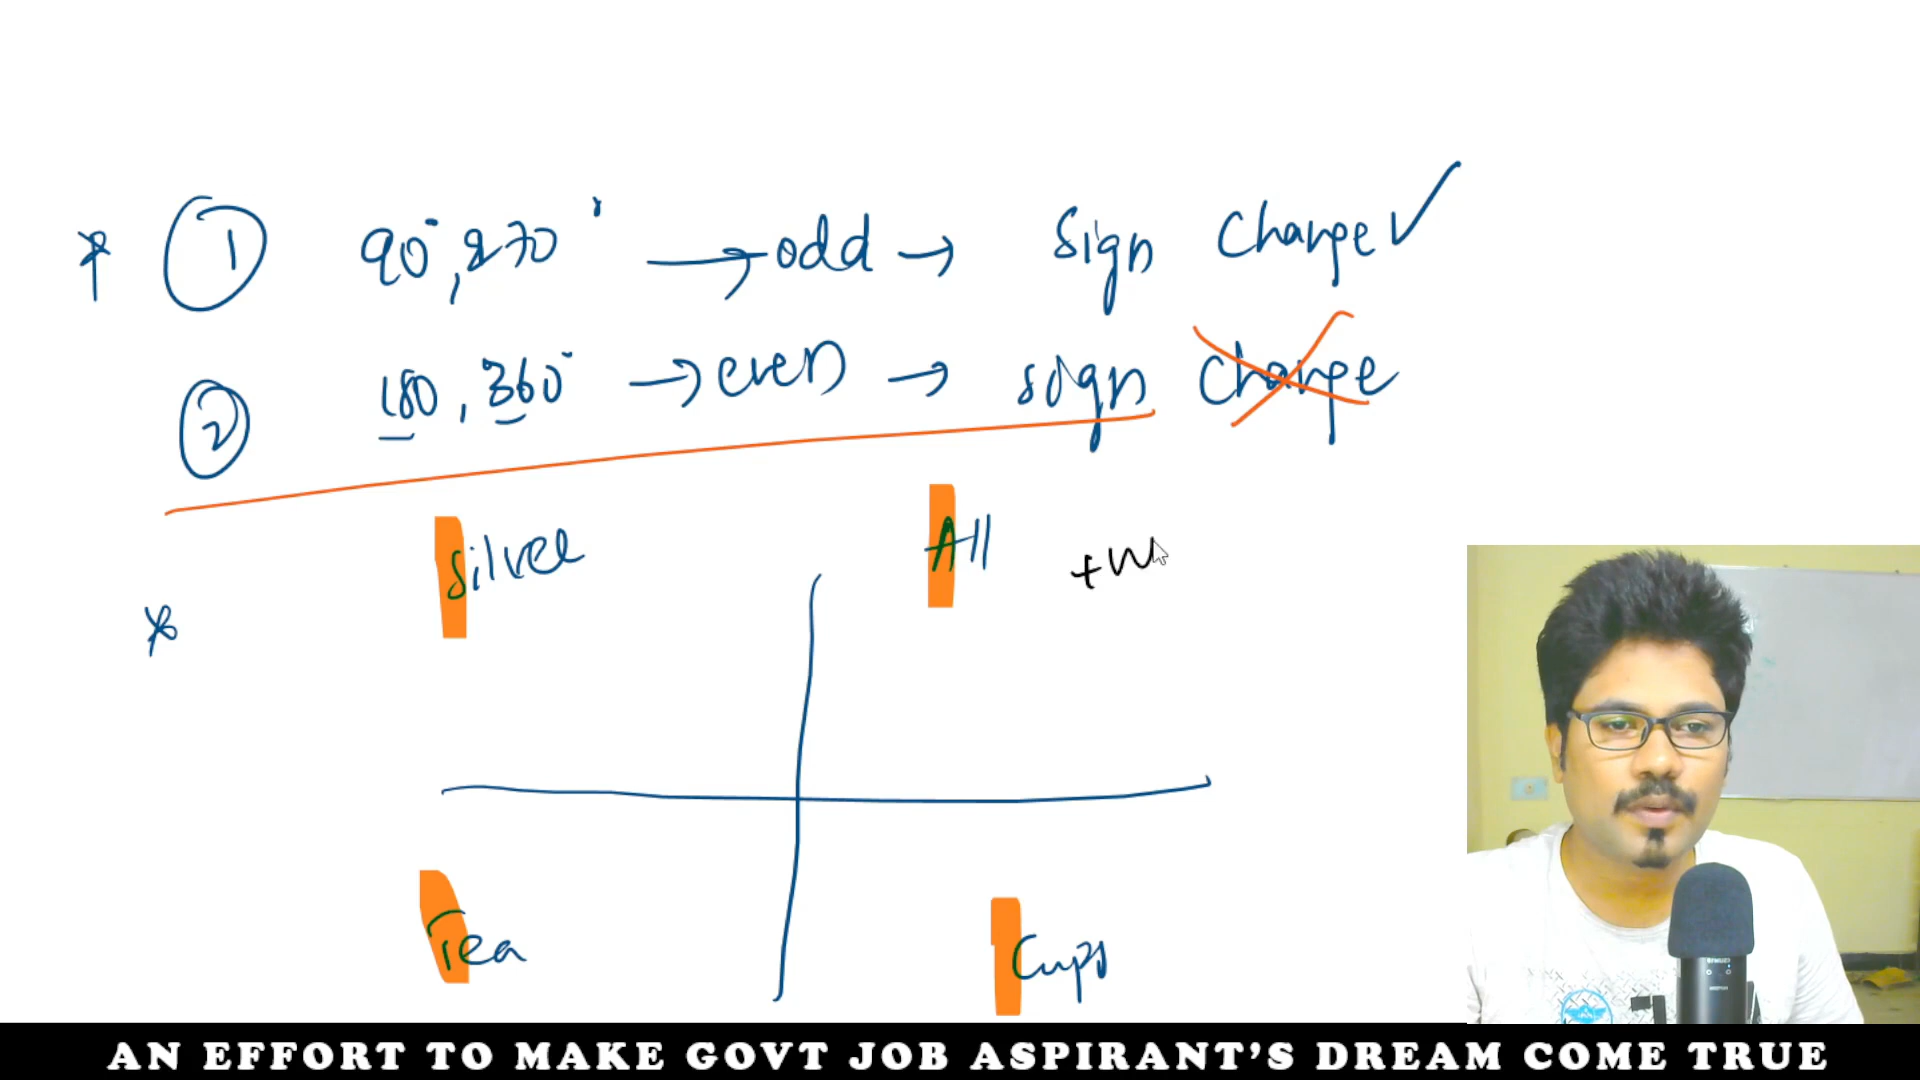 * 1 90°, 270° → odd → Sign Change ✓
2 180, 360° → even → sign change
Silver All +w
*
Tea Cups
AN EFFORT TO MAKE GOVT JOB ASPIRANT'S DREAM COME TRUE